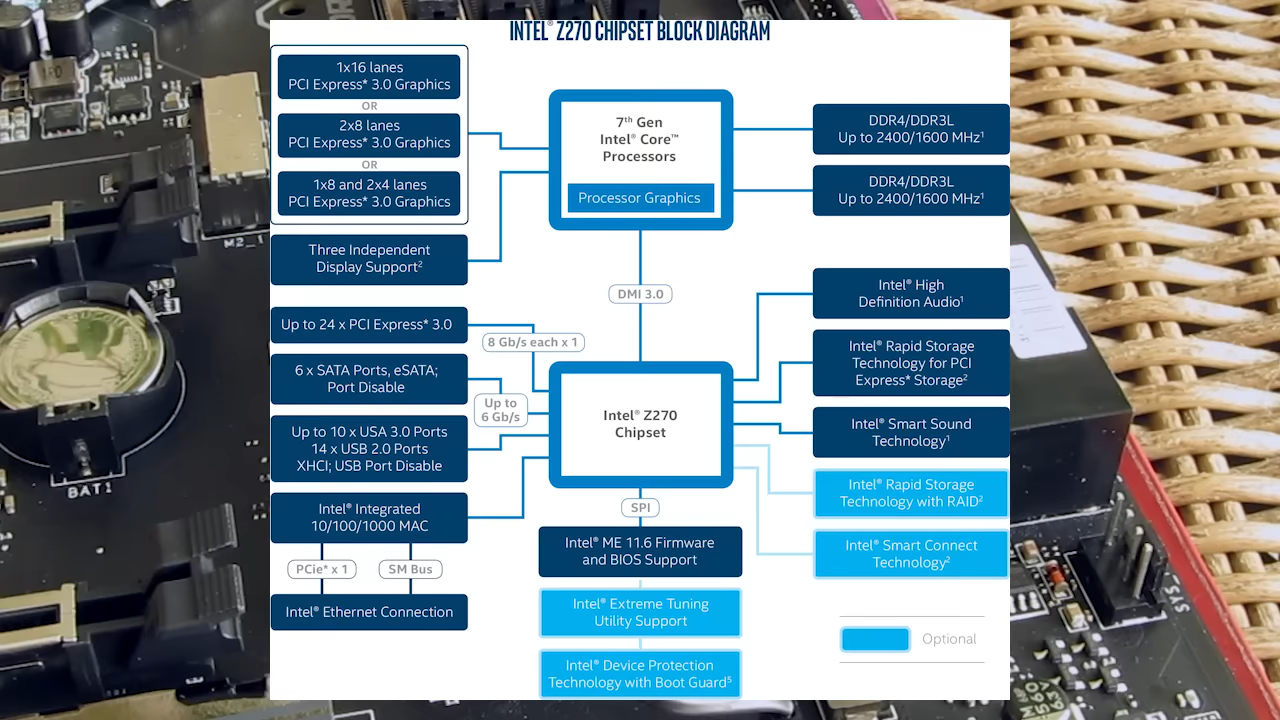 INTEL® Z270 CHIPSET BLOCK DIAGRAM
1x16 lanes
PCI Express* 3.0 Graphics
OR
2x8 lanes
PCI Express* 3.0 Graphics
OR
1x8 and 2x4 lanes
PCI Express* 3.0 Graphics
Three Independent
Display Support²
7th Gen
Intel® Core™
Processors
Processor Graphics
DDR4/DDR3L
Up to 2400/1600 MHz¹
DDR4/DDR3L
Up to 2400/1600 MHz¹
DMI 3.0
Up to 24 x PCI Express* 3.0
8 Gb/s each x 1
6 x SATA Ports, eSATA;
Port Disable
Up to
6 Gb/s
Up to 10 x USA 3.0 Ports
14 x USB 2.0 Ports
XHCI; USB Port Disable
Intel® Integrated
10/100/1000 MAC
PCie* x 1
SM Bus
Intel® Ethernet Connection
Intel® Z270
Chipset
SPI
Intel® ME 11.6 Firmware
and BIOS Support
Intel® Extreme Tuning
Utility Support
Intel® Device Protection
Technology with Boot Guard⁵
Intel® High
Definition Audio¹
Intel® Rapid Storage
Technology for PCI
Express* Storage²
Intel® Smart Sound
Technology¹
Intel® Rapid Storage
Technology with RAID²
Intel® Smart Connect
Technology²
Optional
M2_1
BAT1
SYS